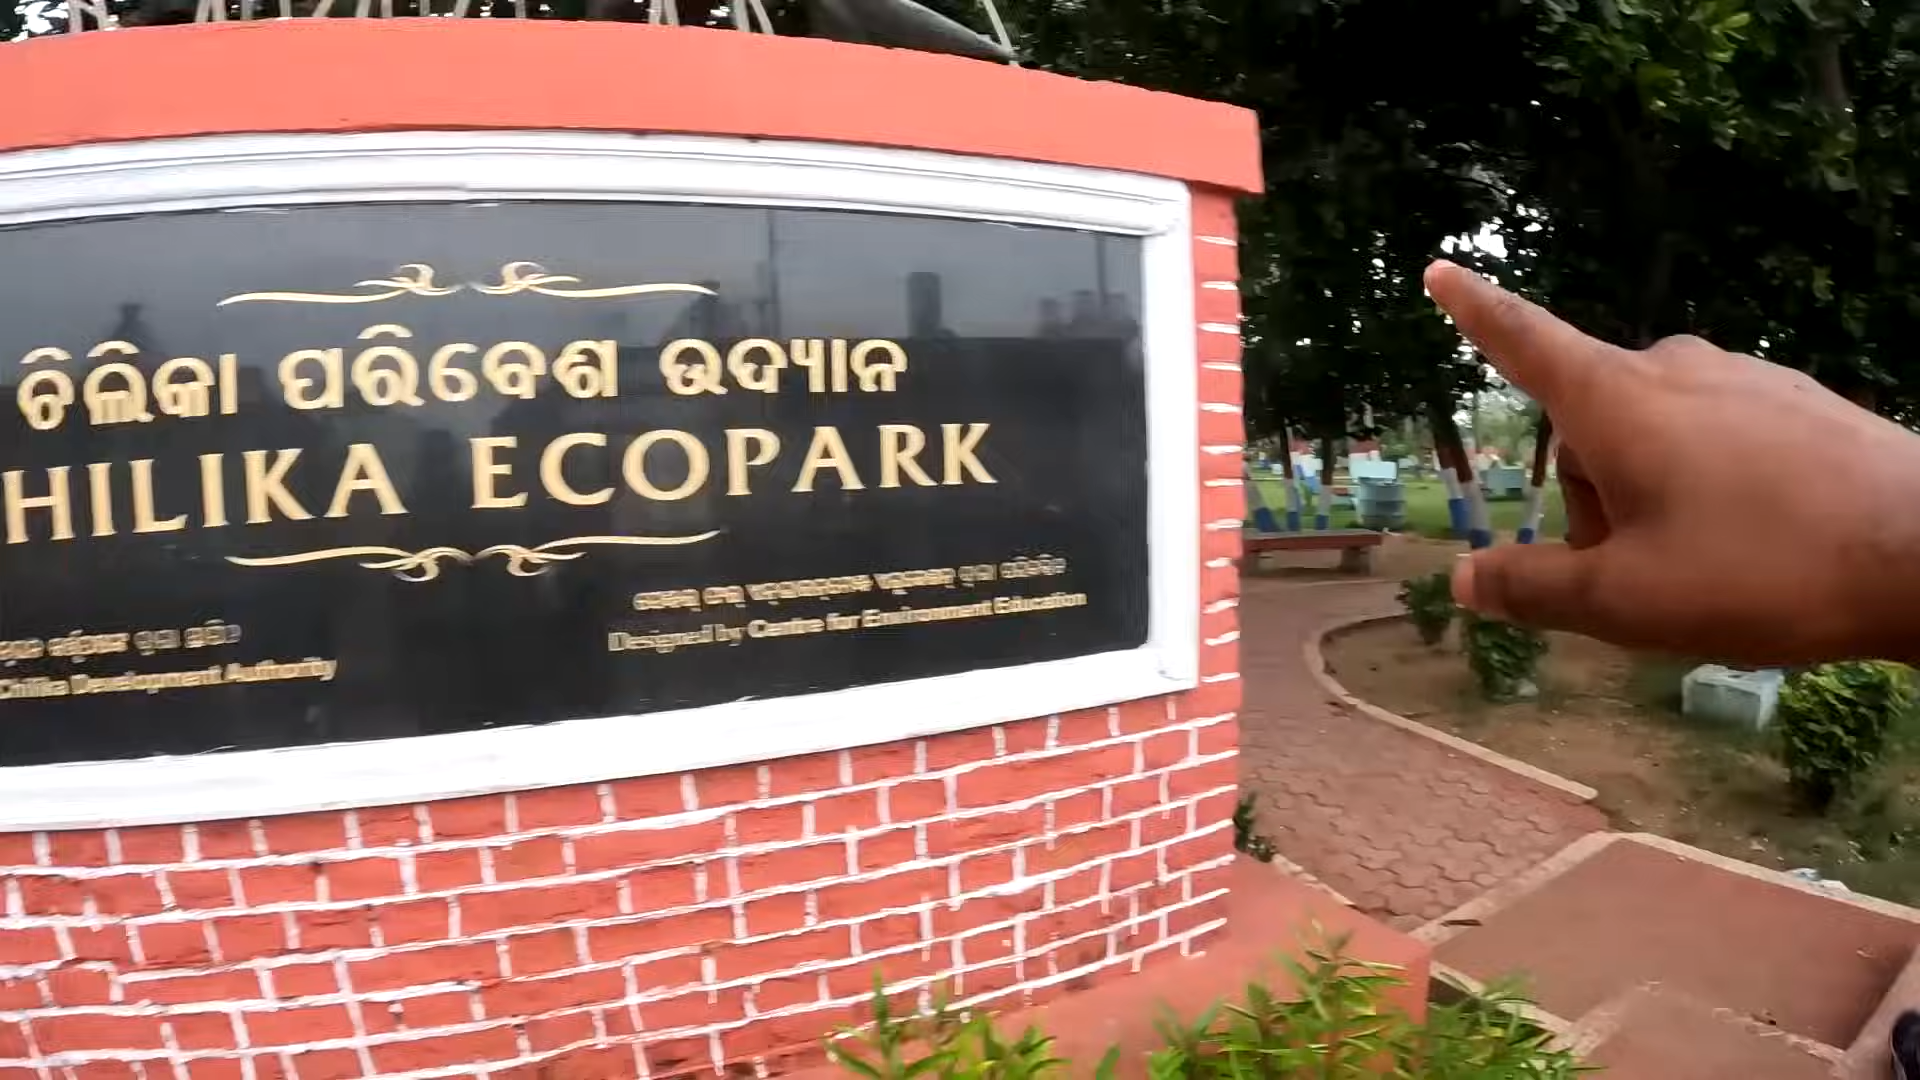 ଚିଲିକା ପରିବେଶ ଉଦ୍ୟାନ
HILIKA ECOPARK
Chilika Development Authority
Designed by Centre for Environment Education